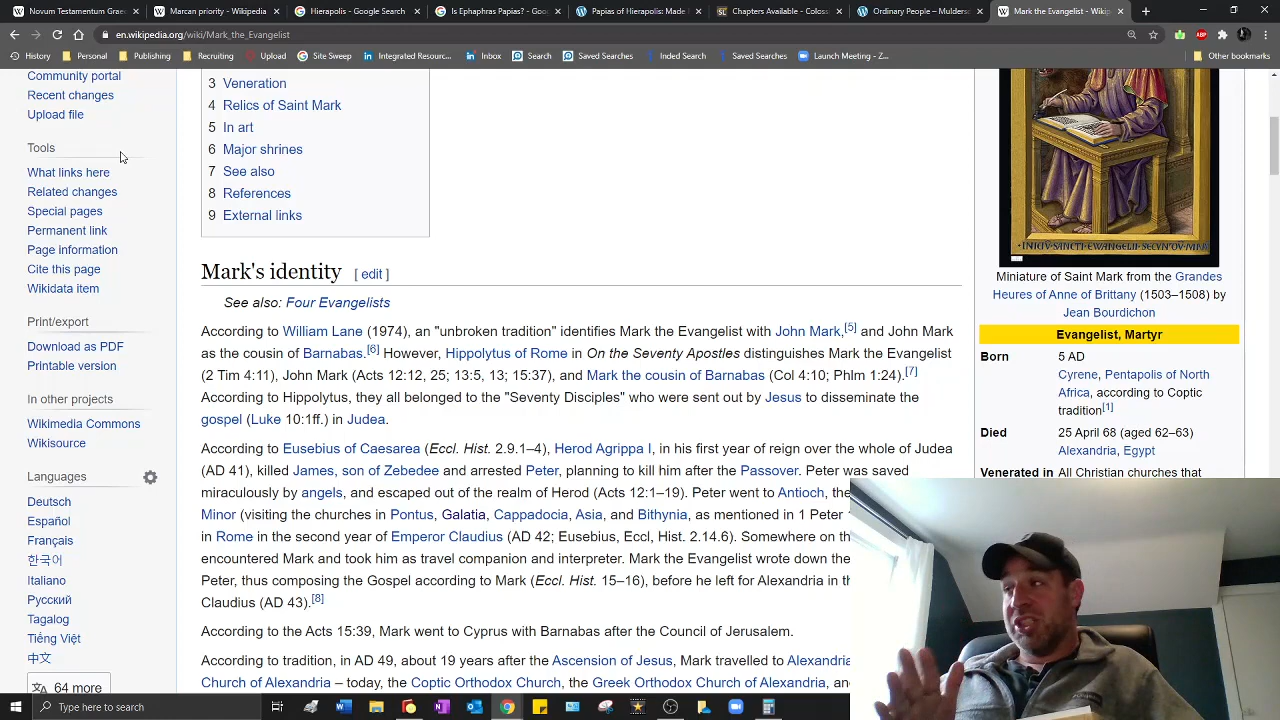 Novum Testamentum Graec
Marcan priority - Wikipedia
Hierapolis - Google Search
Is Ephaphras Papias? - Goo
Papias of Hierapolis: Made
Chapters Available - Coloss
Ordinary People – Mulders
Mark the Evangelist - Wikip
en.wikipedia.org/wiki/Mark_the_Evangelist
ABP
History
Personal
Publishing
Recruiting
Upload
Site Sweep
Integrated Resourc...
Inbox
Search
Saved Searches
Indeed Search
Saved Searches
Launch Meeting - Z...
Other bookmarks
Community portal
Recent changes
Upload file
Tools
What links here
Related changes
Special pages
Permanent link
Page information
Cite this page
Wikidata item
Print/export
Download as PDF
Printable version
In other projects
Wikimedia Commons
Wikisource
Languages
Deutsch
Español
Français
한국어
Italiano
Русский
Tagalog
Tiếng Việt
中文
64 more
3 Veneration
4 Relics of Saint Mark
5 In art
6 Major shrines
7 See also
8 References
9 External links
Mark's identity [ edit ]
See also: Four Evangelists
According to William Lane (1974), an "unbroken tradition" identifies Mark the Evangelist with John Mark,[5] and John Mark
as the cousin of Barnabas.[6] However, Hippolytus of Rome in On the Seventy Apostles distinguishes Mark the Evangelist
(2 Tim 4:11), John Mark (Acts 12:12, 25; 13:5, 13; 15:37), and Mark the cousin of Barnabas (Col 4:10; Phlm 1:24).[7]
According to Hippolytus, they all belonged to the "Seventy Disciples" who were sent out by Jesus to disseminate the
gospel (Luke 10:1ff.) in Judea.
According to Eusebius of Caesarea (Eccl. Hist. 2.9.1–4), Herod Agrippa I, in his first year of reign over the whole of Judea
(AD 41), killed James, son of Zebedee and arrested Peter, planning to kill him after the Passover. Peter was saved
miraculously by angels, and escaped out of the realm of Herod (Acts 12:1–19). Peter went to Antioch, the
Minor (visiting the churches in Pontus, Galatia, Cappadocia, Asia, and Bithynia, as mentioned in 1 Peter
in Rome in the second year of Emperor Claudius (AD 42; Eusebius, Eccl, Hist. 2.14.6). Somewhere on th
encountered Mark and took him as travel companion and interpreter. Mark the Evangelist wrote down the
Peter, thus composing the Gospel according to Mark (Eccl. Hist. 15–16), before he left for Alexandria in th
Claudius (AD 43).[8]
According to the Acts 15:39, Mark went to Cyprus with Barnabas after the Council of Jerusalem.
According to tradition, in AD 49, about 19 years after the Ascension of Jesus, Mark travelled to Alexandria
Church of Alexandria – today, the Coptic Orthodox Church, the Greek Orthodox Church of Alexandria, and
Miniature of Saint Mark from the Grandes
Heures of Anne of Brittany (1503–1508) by
Jean Bourdichon
Evangelist, Martyr
Born 5 AD
Cyrene, Pentapolis of North
Africa, according to Coptic
tradition[1]
Died 25 April 68 (aged 62–63)
Alexandria, Egypt
Venerated in All Christian churches that
Type here to search